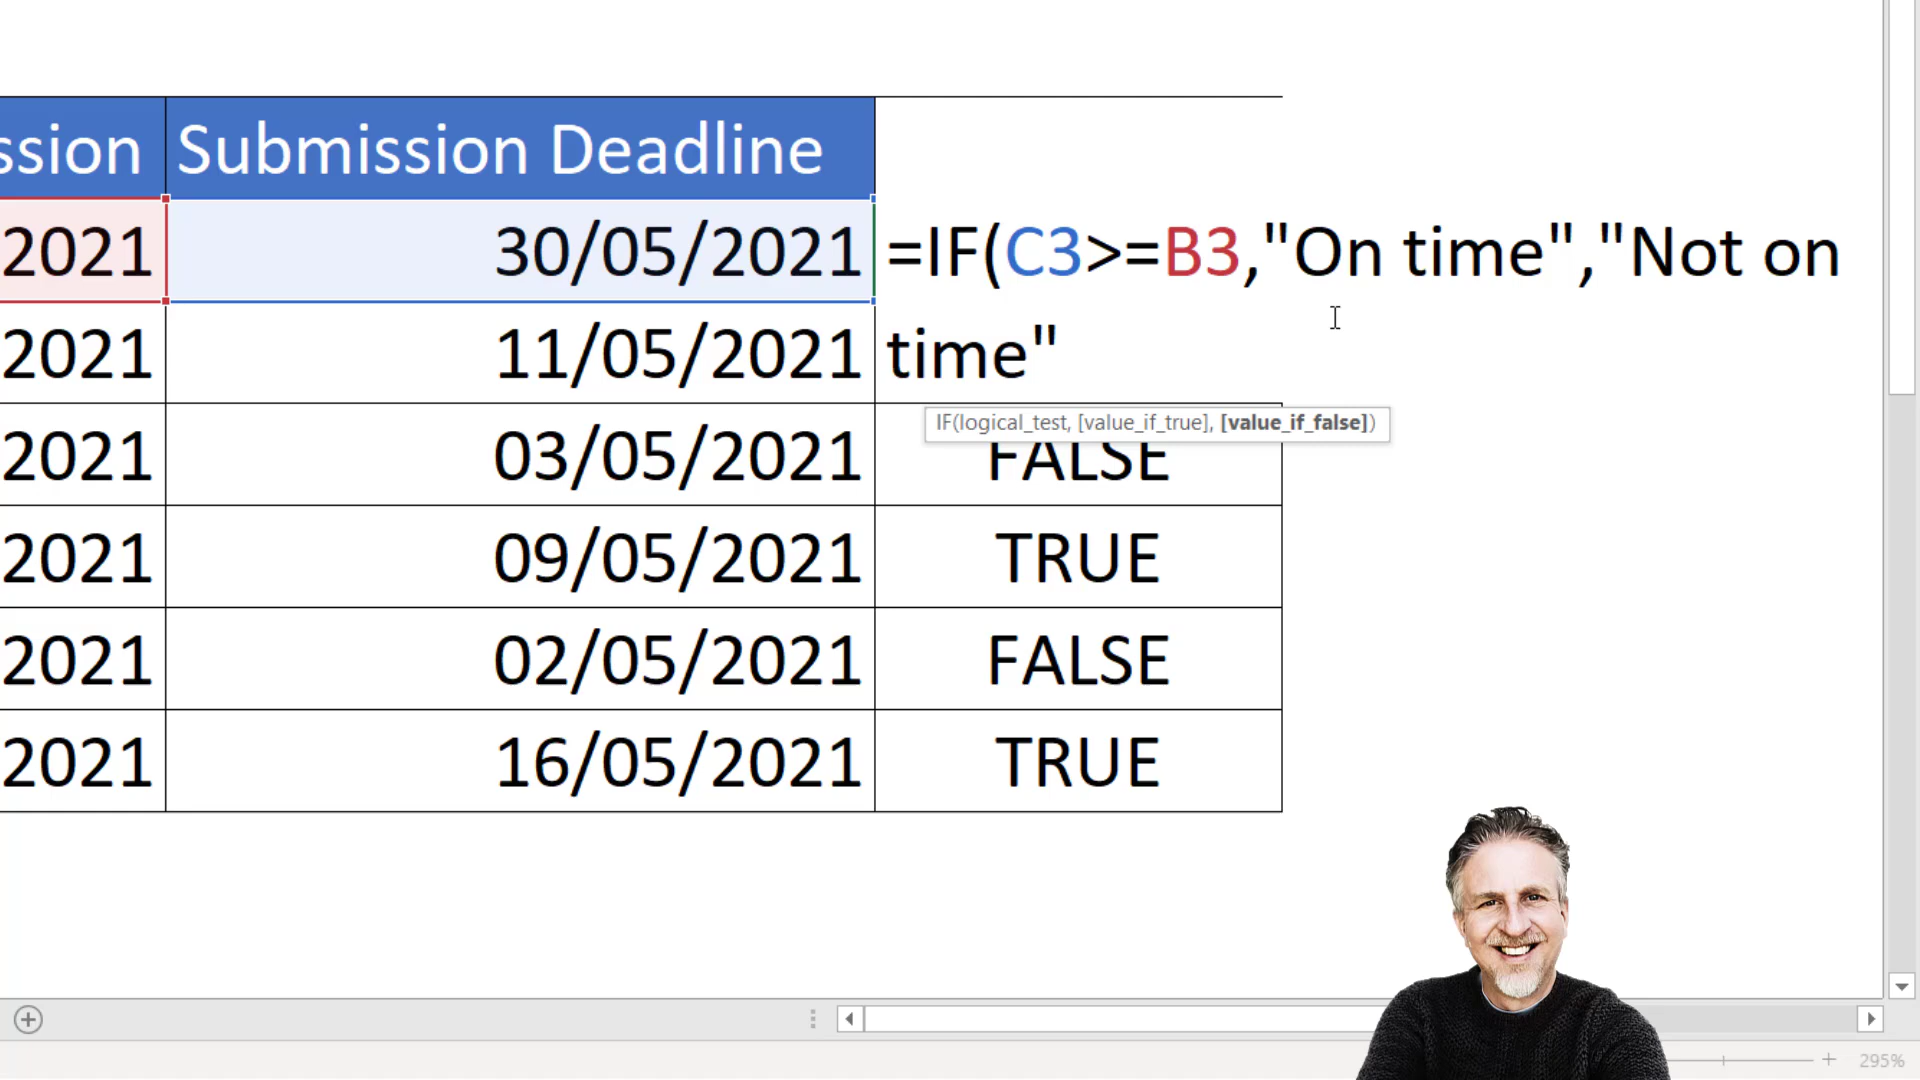 ssion Submission Deadline
2021 30/05/2021 =IF(C3>=B3,"On time","Not on
2021 11/05/2021 time"
IF(logical_test, [value_if_true], [value_if_false])
2021 03/05/2021 FALSE
2021 09/05/2021 TRUE
2021 02/05/2021 FALSE
2021 16/05/2021 TRUE
295%